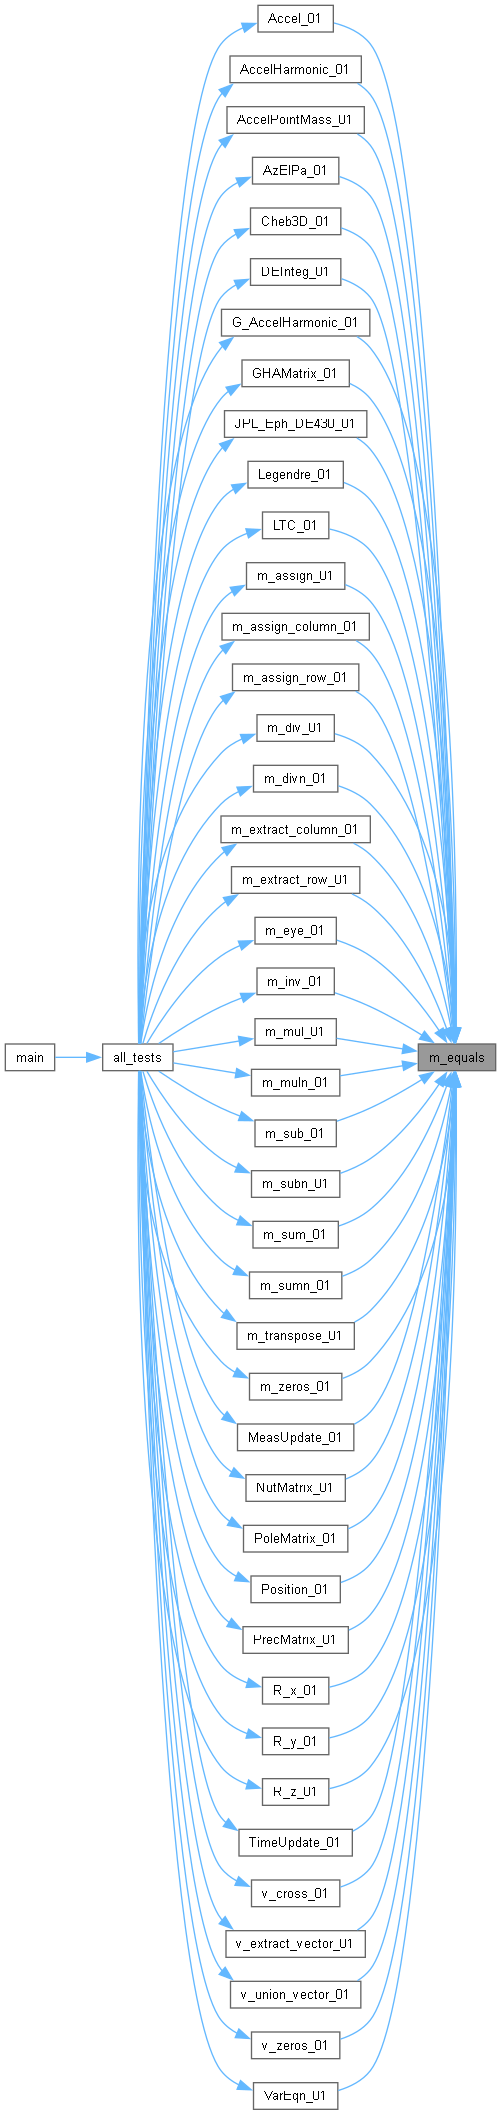 Accel_01
AccelHarmonic_01
AccelPointMass_01
AzElPa_01
Cheb3D_01
DEInteg_01
G_AccelHarmonic_01
GHAMatrix_01
JPL_Eph_DE430_01
Legendre_01
LTC_01
m_assign_01
m_assign_column_01
m_assign_row_01
m_div_01
m_divn_01
m_extract_column_01
m_extract_row_01
m_eye_01
m_inv_01
m_mul_01
main
all_tests
m_equals
m_muln_01
m_sub_01
m_subn_01
m_sum_01
m_sumn_01
m_transpose_01
m_zeros_01
MeasUpdate_01
NutMatrix_01
PoleMatrix_01
Position_01
PrecMatrix_01
R_x_01
R_y_01
R_z_01
TimeUpdate_01
v_cross_01
v_extract_vector_01
v_union_vector_01
v_zeros_01
VarEqn_01